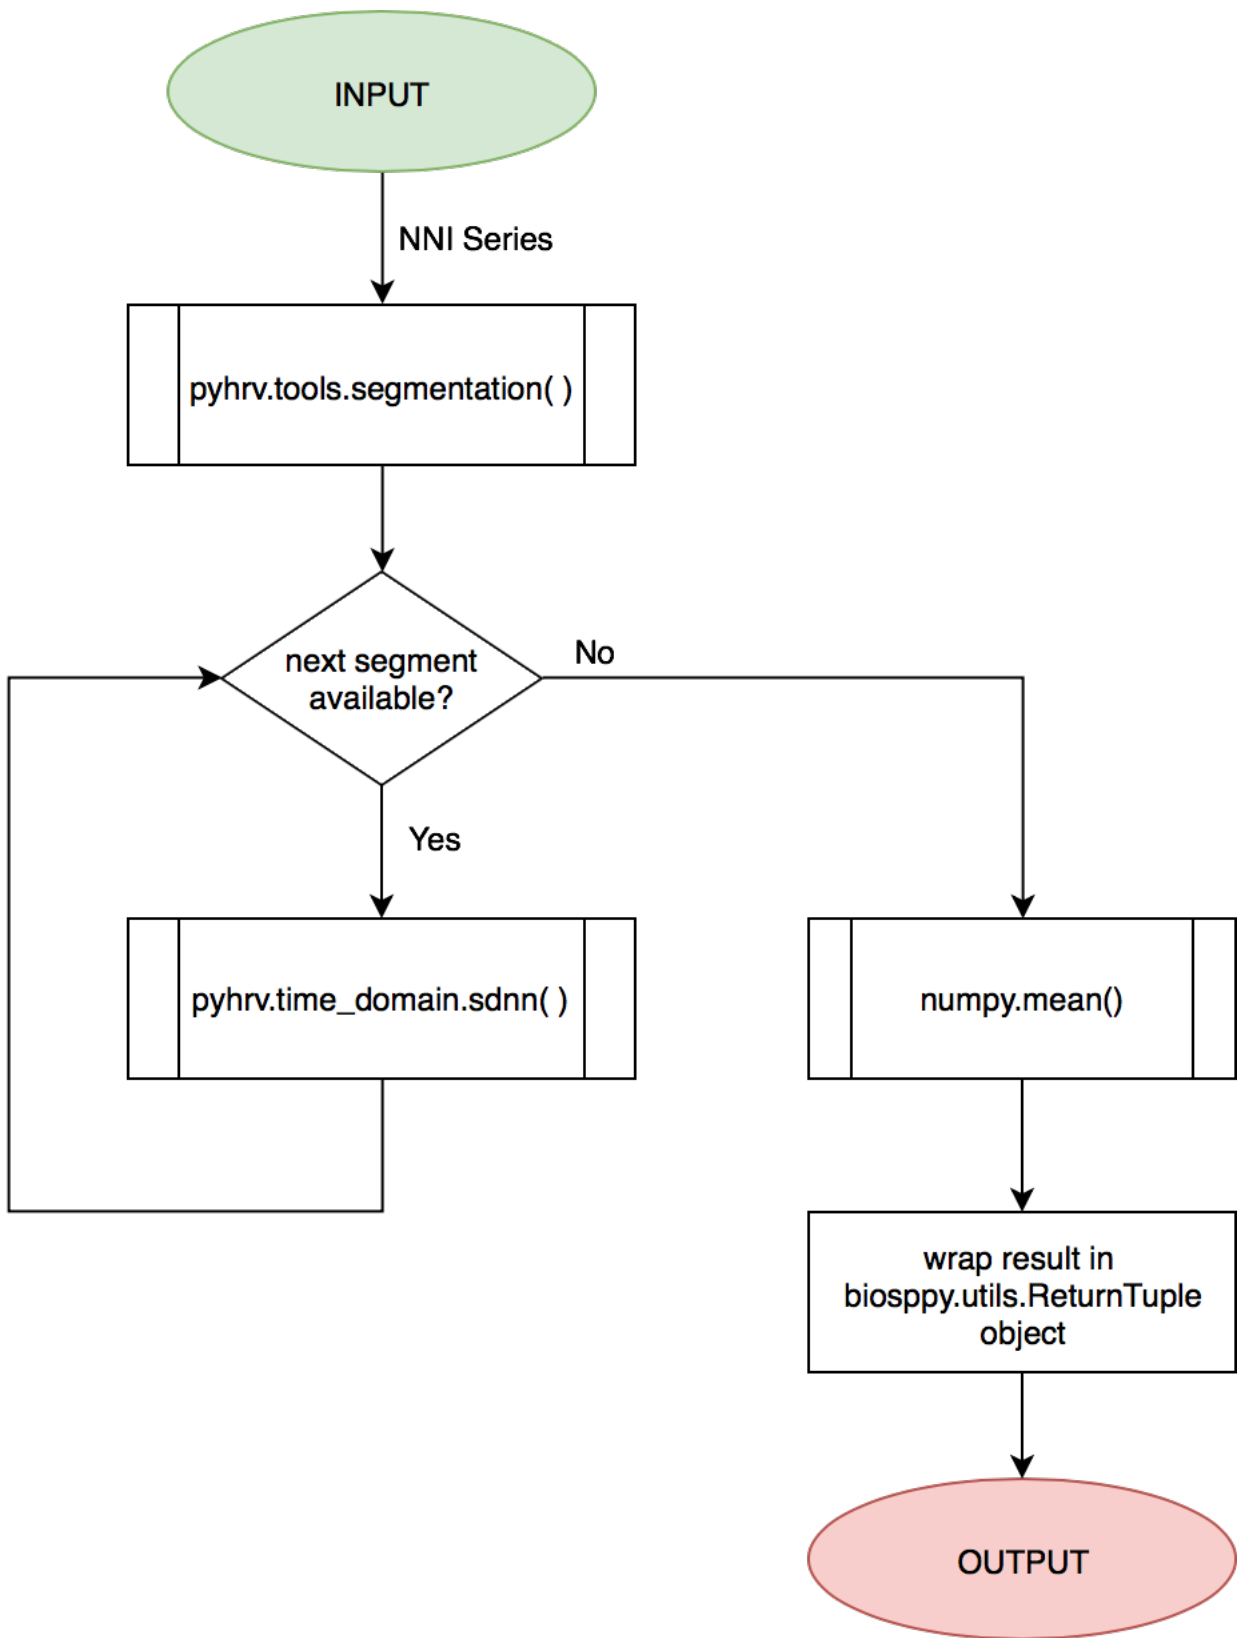 INPUT
NNI Series
pyhrv.tools.segmentation( )
next segment
available?
No
Yes
pyhrv.time_domain.sdnn( )
numpy.mean()
wrap result in
biosppy.utils.ReturnTuple
object
OUTPUT